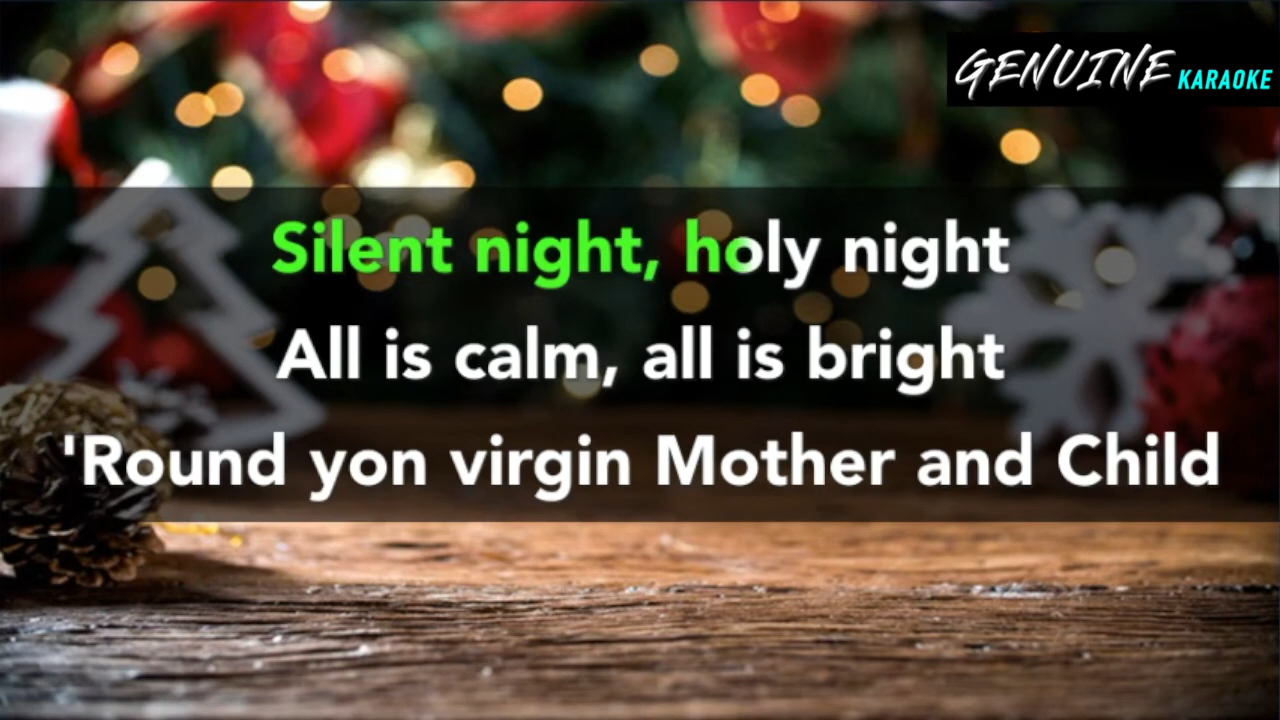 GENUINE KARAOKE
Silent night, holy night
All is calm, all is bright
'Round yon virgin Mother and Child